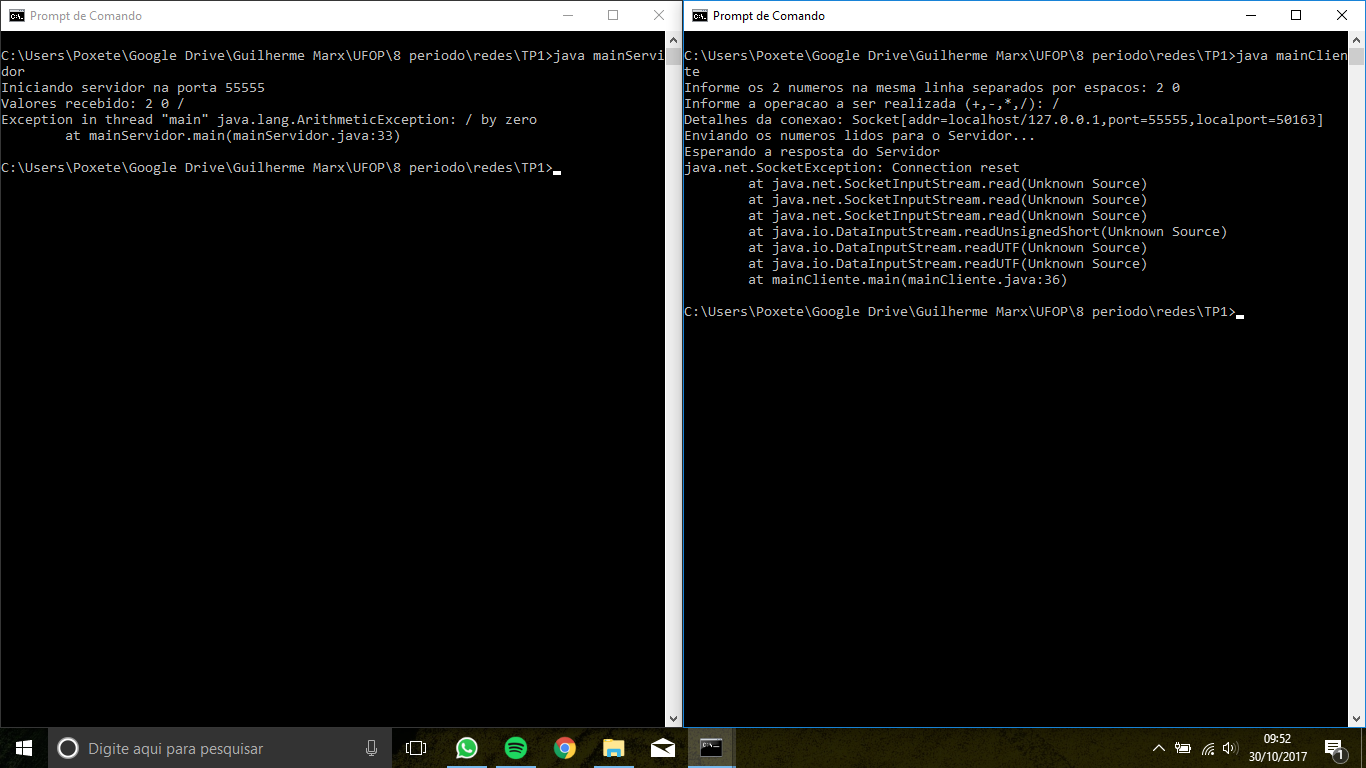 Prompt de Comando
C:\Users\Poxete\Google Drive\Guilherme Marx\UFOP\8 periodo\redes\TP1>java mainServi
dor
Iniciando servidor na porta 55555
Valores recebido: 2 0 /
Exception in thread "main" java.lang.ArithmeticException: / by zero
        at mainServidor.main(mainServidor.java:33)
C:\Users\Poxete\Google Drive\Guilherme Marx\UFOP\8 periodo\redes\TP1>
Prompt de Comando
C:\Users\Poxete\Google Drive\Guilherme Marx\UFOP\8 periodo\redes\TP1>java mainClien
te
Informe os 2 numeros na mesma linha separados por espacos: 2 0
Informe a operacao a ser realizada (+,-,*,/): /
Detalhes da conexao: Socket[addr=localhost/127.0.0.1,port=55555,localport=50163]
Enviando os numeros lidos para o Servidor...
Esperando a resposta do Servidor
java.net.SocketException: Connection reset
        at java.net.SocketInputStream.read(Unknown Source)
        at java.net.SocketInputStream.read(Unknown Source)
        at java.net.SocketInputStream.read(Unknown Source)
        at java.io.DataInputStream.readUnsignedShort(Unknown Source)
        at java.io.DataInputStream.readUTF(Unknown Source)
        at java.io.DataInputStream.readUTF(Unknown Source)
        at mainCliente.main(mainCliente.java:36)
C:\Users\Poxete\Google Drive\Guilherme Marx\UFOP\8 periodo\redes\TP1>
Digite aqui para pesquisar
09:52
30/10/2017
1